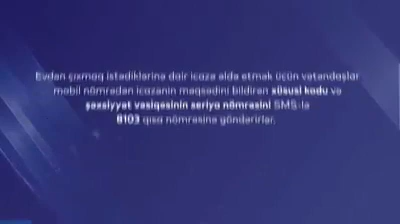 Evdən çıxmaq istədiklərinə dair icazə əldə etmək üçün vətəndaşlar
mobil nömrədən icazənin məqsədini bildirən xüsusi kodu və
şəxsiyyət vəsiqəsinin seriya nömrəsini SMS-lə
8103 qısa nömrəsinə göndərirlər.